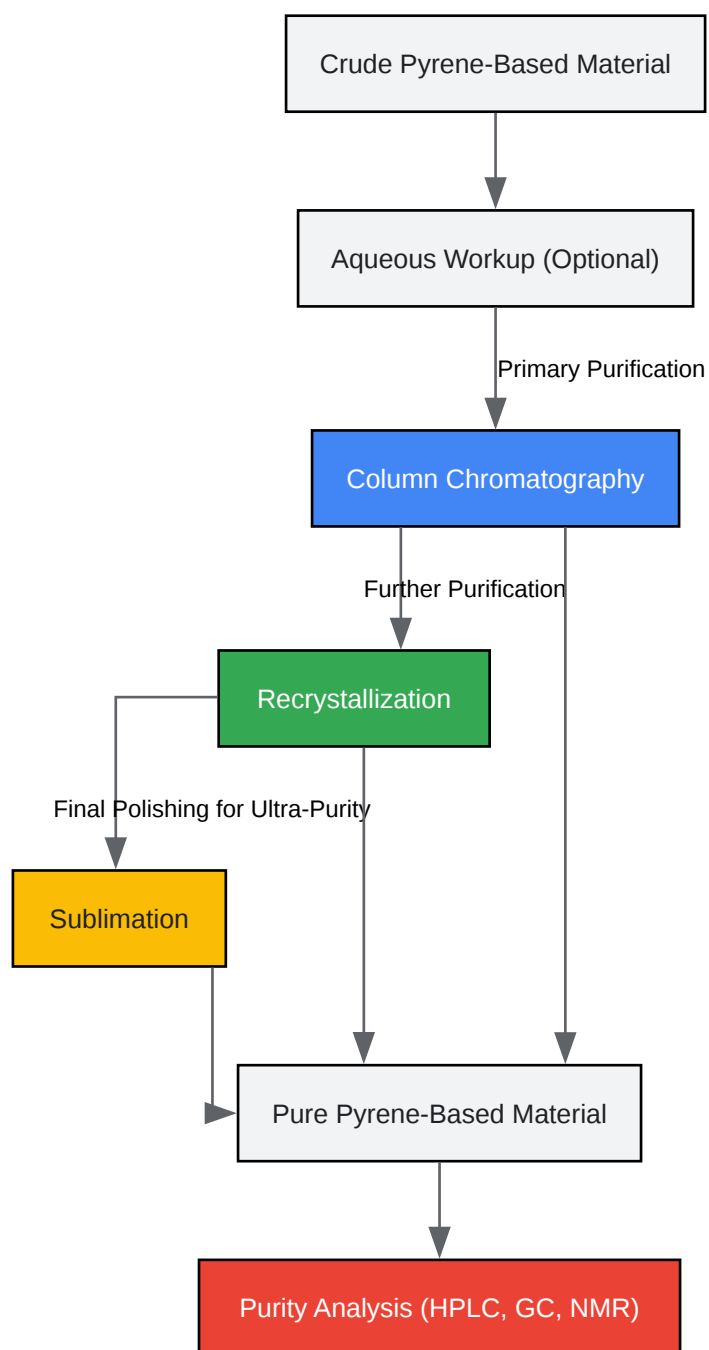 Crude Pyrene-Based Material
Aqueous Workup (Optional)
Primary Purification
Column Chromatography
Further Purification
Recrystallization
Final Polishing for Ultra-Purity
Sublimation
Pure Pyrene-Based Material
Purity Analysis (HPLC, GC, NMR)